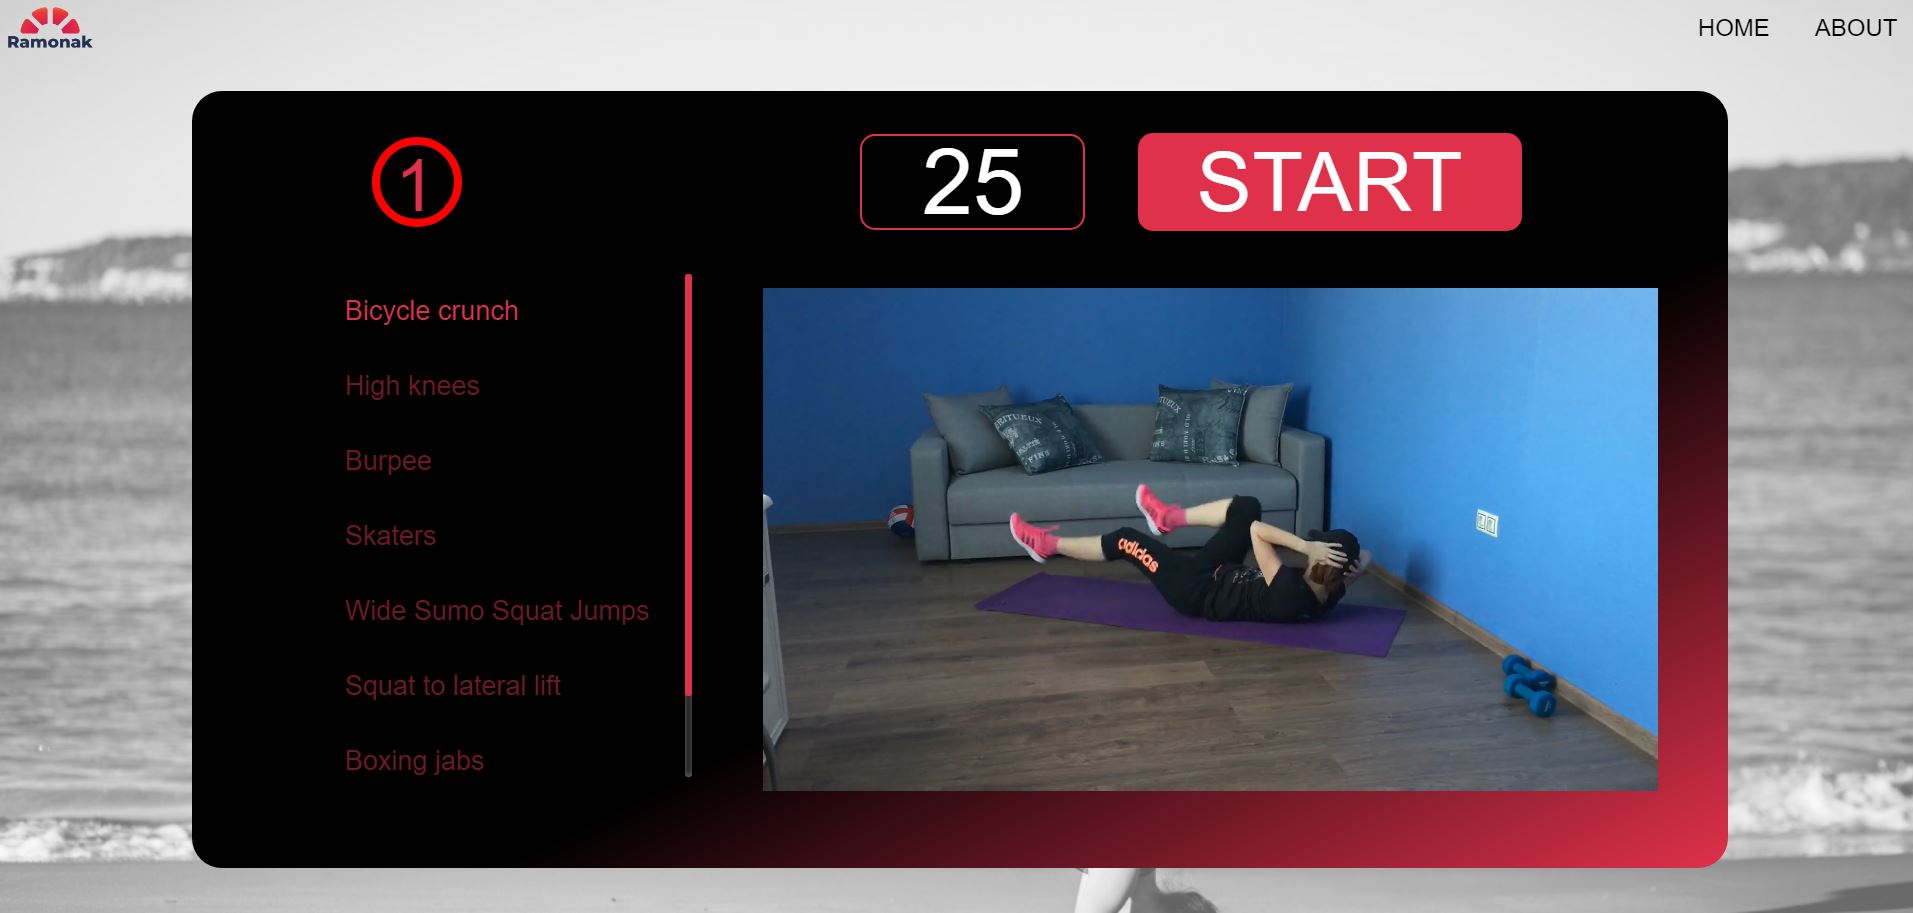 Ramonak
HOME
ABOUT
1
25
START
Bicycle crunch
High knees
Burpee
Skaters
Wide Sumo Squat Jumps
Squat to lateral lift
Boxing jabs
adidas